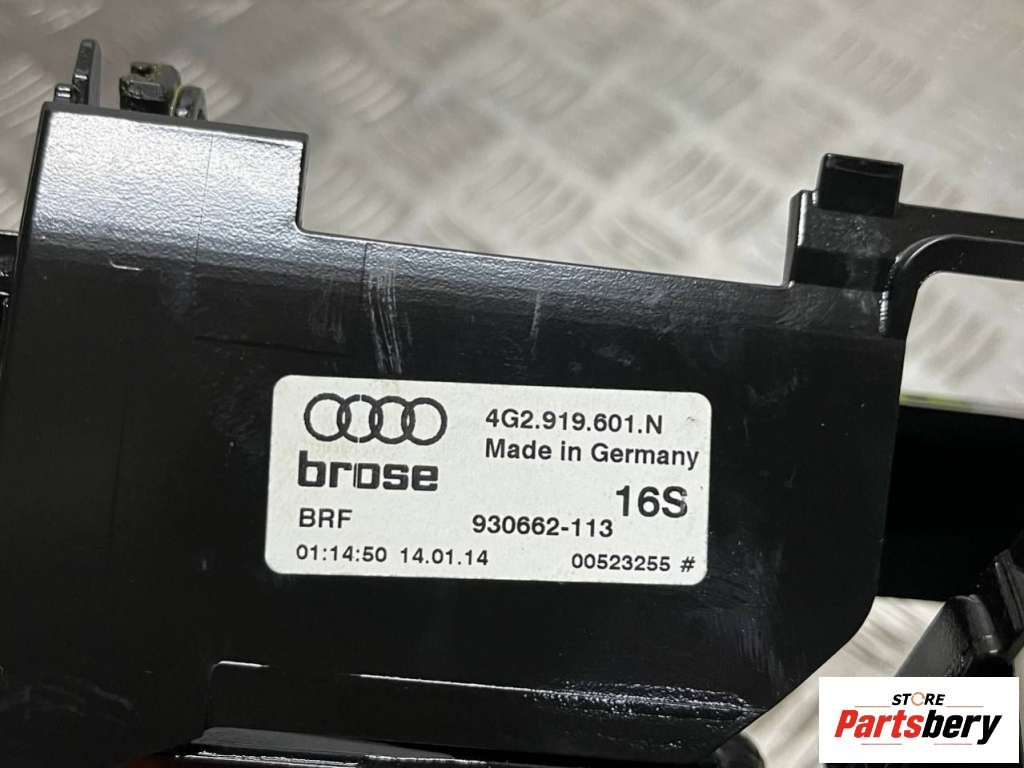 4G2.919.601.N
Made in Germany
brose
16S
BRF 930662-113
01:14:50 14.01.14 00523255 #
STORE
Partsbery